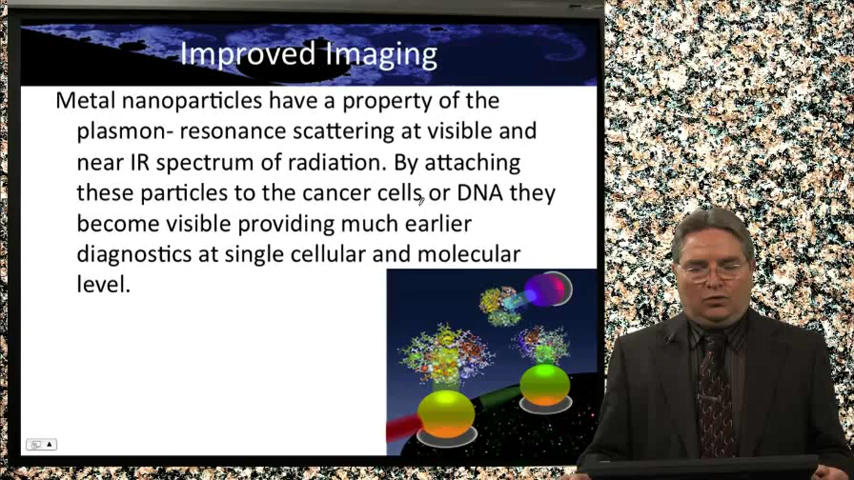 Improved Imaging
Metal nanoparticles have a property of the
plasmon- resonance scattering at visible and
near IR spectrum of radiation. By attaching
these particles to the cancer cells or DNA they
become visible providing much earlier
diagnostics at single cellular and molecular
level.